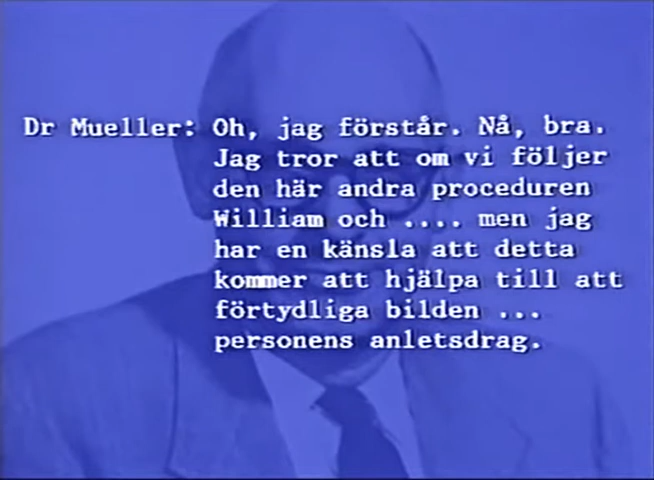 Dr Mueller: Oh, jag förstår. Nå, bra.
Jag tror att om vi följer
den här andra proceduren
William och .... men jag
har en känsla att detta
kommer att hjälpa till att
förtydliga bilden ...
personens anletsdrag.